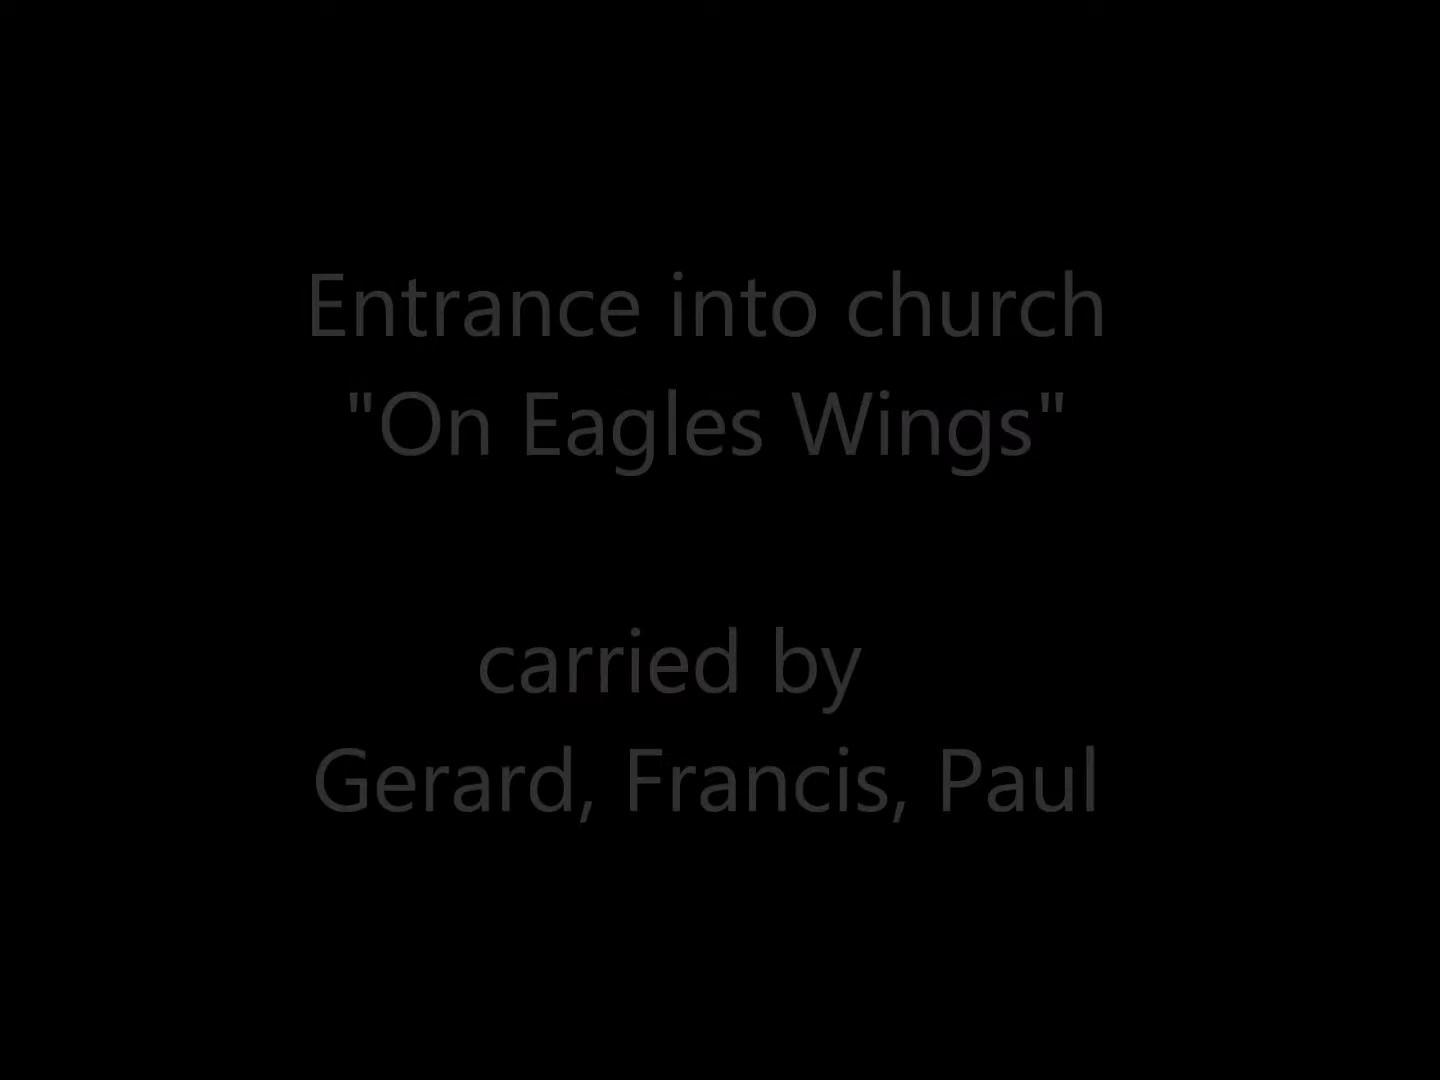 Entrance into church
"On Eagles Wings"
carried by
Gerard, Francis, Paul